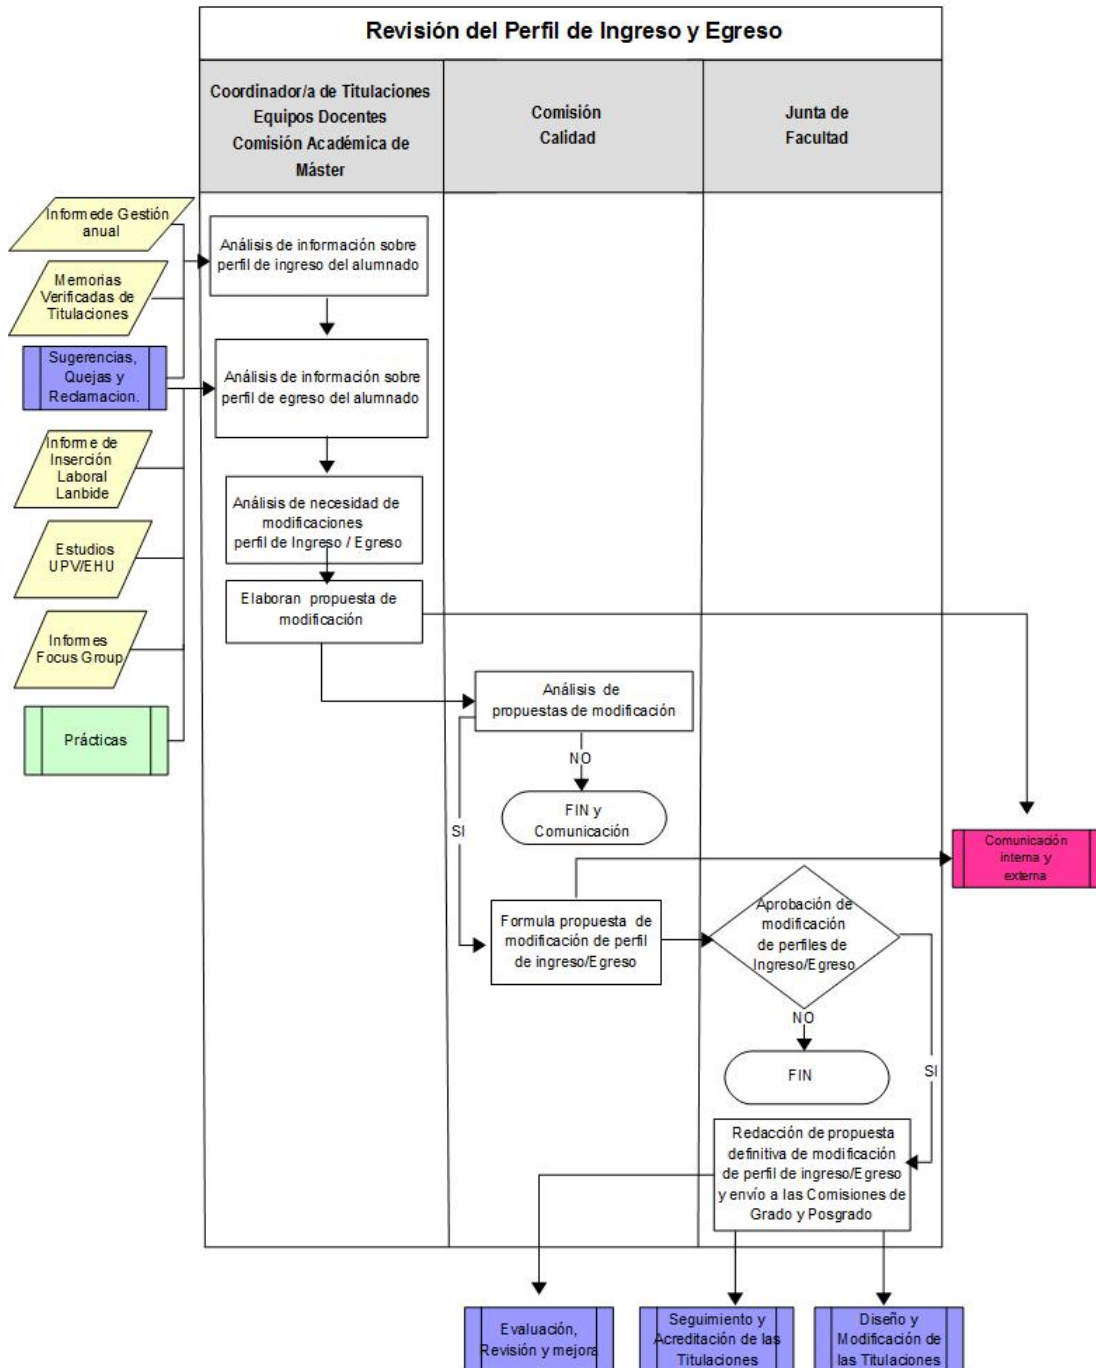 Revisión del Perfil de Ingreso y Egreso
Coordinador/a de Titulaciones
Equipos Docentes
Comisión Académica de
Máster
Comisión
Calidad
Junta de
Facultad
Informede Gestión
anual
Memorias
Verificadas de
Titulaciones
Sugerencias,
Quejas y
Reclamacion.
Informe de
Inserción
Laboral
Lanbide
Estudios
UPV/EHU
Informes
Focus Group
Prácticas
Análisis de información sobre
perfil de ingreso del alumnado
Análisis de información sobre
perfil de egreso del alumnado
Análisis de necesidad de
modificaciones
perfil de Ingreso / Egreso
Elaboran propuesta de
modificación
Análisis de
propuestas de modificación
NO
FIN y
Comunicación
SI
Formula propuesta de
modificación de perfil
de ingreso/Egreso
Aprobación de
modificación
de perfiles de
Ingreso/Egreso
Comunicación
interna y
externa
NO
FIN
SI
Redacción de propuesta
definitiva de modificación
de perfil de ingreso/Egreso
y envío a las Comisiones de
Grado y Posgrado
Evaluación,
Revisión y mejora
Seguimiento y
Acreditación de las
Titulaciones
Diseño y
Modificación de
las Titulaciones